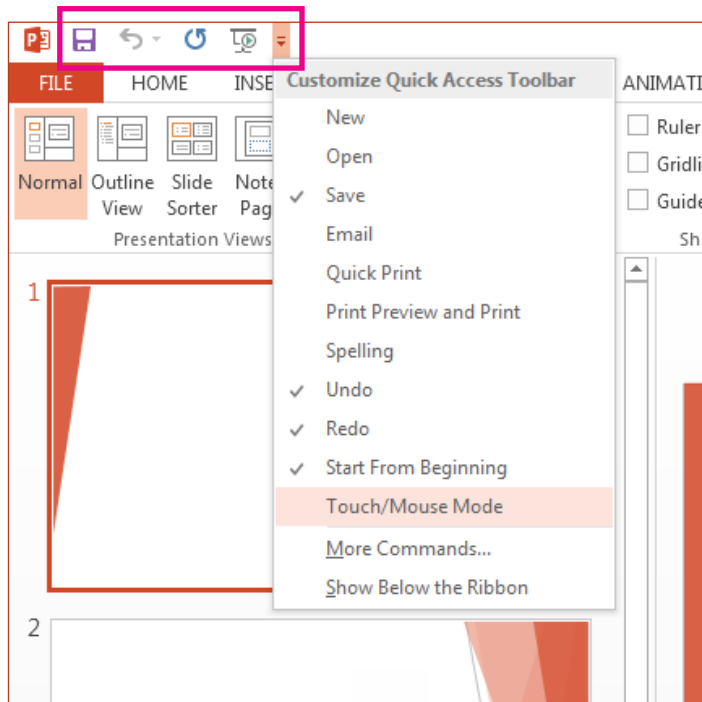 FILE HOME INSE ANIMATI
Customize Quick Access Toolbar
New
Open
Save
Email
Quick Print
Print Preview and Print
Spelling
Undo
Redo
Start From Beginning
Touch/Mouse Mode
More Commands...
Show Below the Ribbon
Normal Outline Slide Note
View Sorter Pag
Presentation Views
Ruler
Gridli
Guide
Sh
1
2